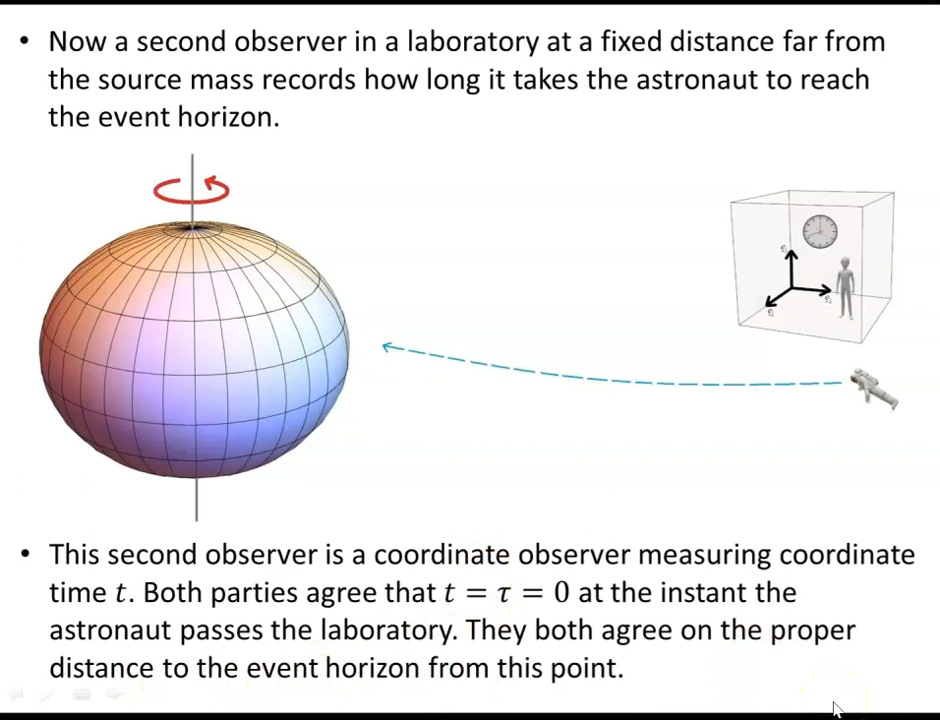 • Now a second observer in a laboratory at a fixed distance far from
the source mass records how long it takes the astronaut to reach
the event horizon.
• This second observer is a coordinate observer measuring coordinate
time t. Both parties agree that t = τ = 0 at the instant the
astronaut passes the laboratory. They both agree on the proper
distance to the event horizon from this point.